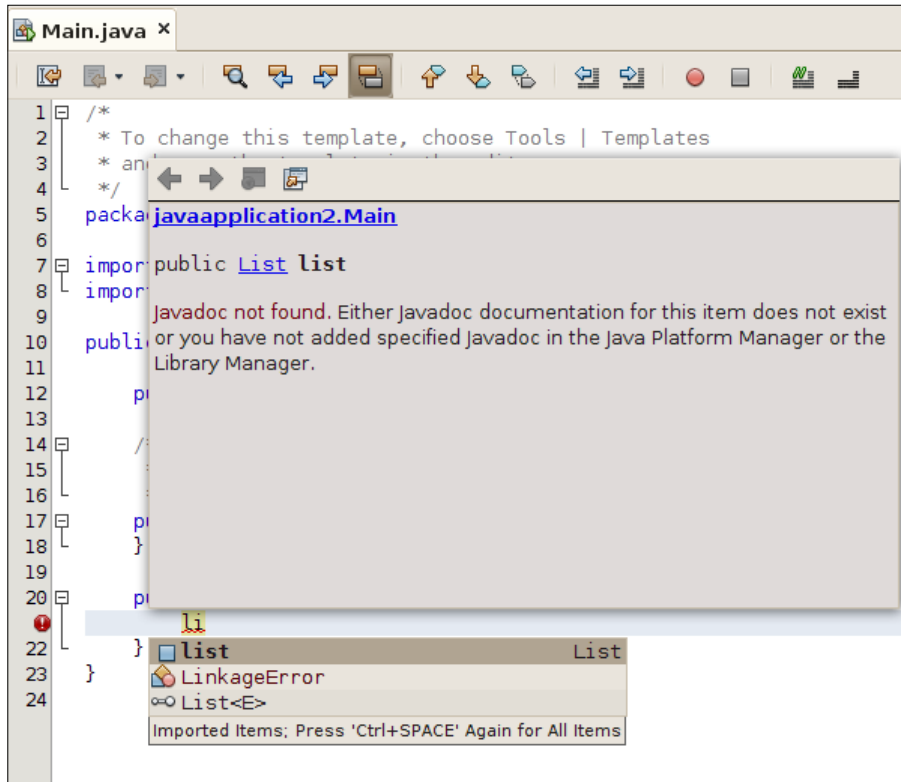 Main.java ×
1 /*
2 * To change this template, choose Tools | Templates
3 * and
4 */
5 packa
javaapplication2.Main
6
7 impor
public List list
8 impor
9
Javadoc not found. Either Javadoc documentation for this item does not exist
10 publi
or you have not added specified Javadoc in the Java Platform Manager or the
11
Library Manager.
12 pu
13
14 /*
15 *
16 *
17 pu
18 }
19
20 pu
li
22 }
list List
23 }
LinkageError
24
List<E>
Imported Items; Press 'Ctrl+SPACE' Again for All Items